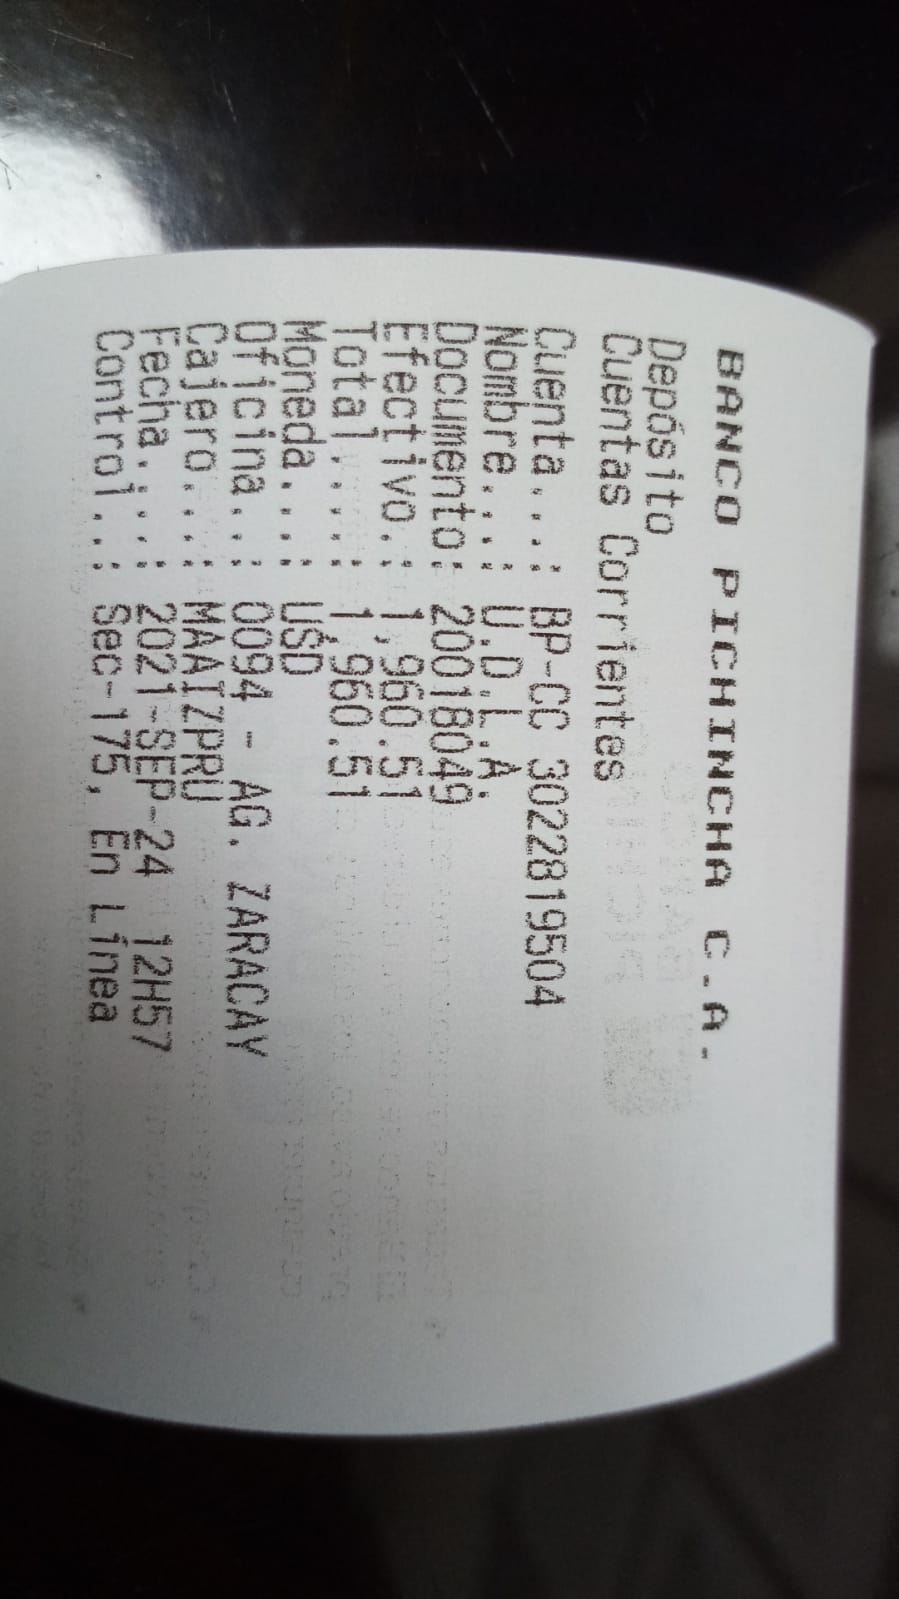 BANCO PICHINCHA C.A.
Depósito
Cuentas Corrientes
Cuenta....: BP-CC 3022819504
Nombre....: U.D.L.A.
Documento: 20018049
Efectivo.: 1,960.51
Total.....: 1,960.51
Moneda....: USD
Oficina...: 0094 - AG. ZARACAY
Cajero....: MAAIZPRU
Fecha.....: 2021-SEP-24 12H57
Control...: Sec-175, En Línea